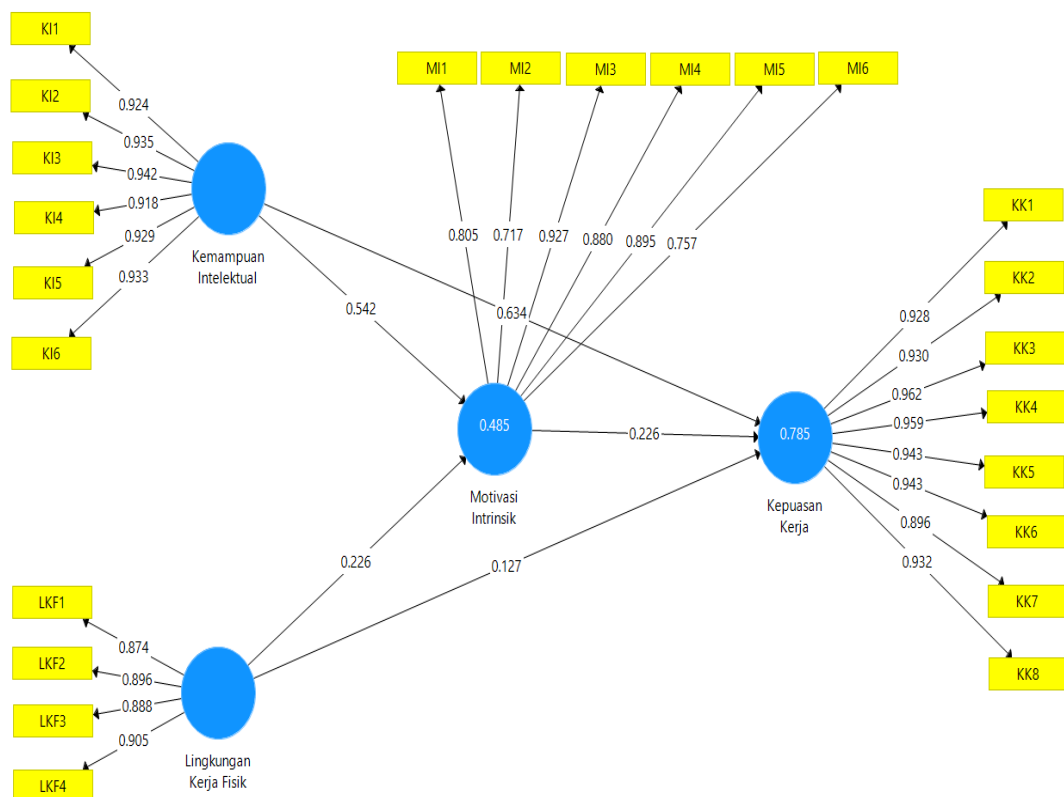 KI1
KI2
KI3
KI4
KI5
KI6
0.924
0.935
0.942
0.918
0.929
0.933
Kemampuan
Intelektual
MI1
MI2
MI3
MI4
MI5
MI6
0.805
0.717
0.927
0.880
0.895
0.757
0.542
0.634
0.485
Motivasi
Intrinsik
0.226
0.226
0.127
0.785
Kepuasan
Kerja
KK1
KK2
KK3
KK4
KK5
KK6
KK7
KK8
0.928
0.930
0.962
0.959
0.943
0.943
0.896
0.932
LKF1
LKF2
LKF3
LKF4
0.874
0.896
0.888
0.905
Lingkungan
Kerja Fisik